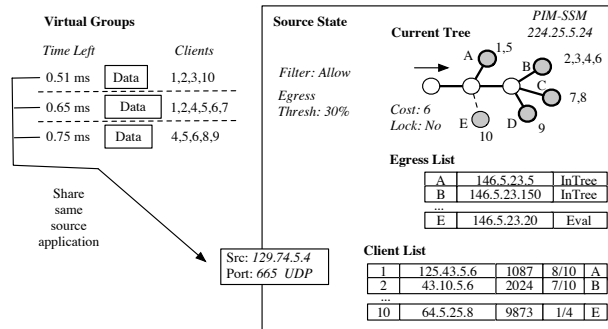 Virtual Groups
Time Left Clients
0.51 ms Data 1,2,3,10
0.65 ms Data 1,2,4,5,6,7
0.75 ms Data 4,5,6,8,9
Share
same
source
application
Src: 129.74.5.4
Port: 665 UDP
Source State
Filter: Allow
Egress
Thresh: 30%
PIM-SSM
224.25.5.24
Current Tree
A 1,5
B 2,3,4,6
C 7,8
D 9
E 10
Cost: 6
Lock: No
Egress List
A 146.5.23.5 InTree
B 146.5.23.150 InTree
...
E 146.5.23.20 Eval
Client List
1 125.43.5.6 1087 8/10 A
2 43.10.5.6 2024 7/10 B
...
10 64.5.25.8 9873 1/4 E